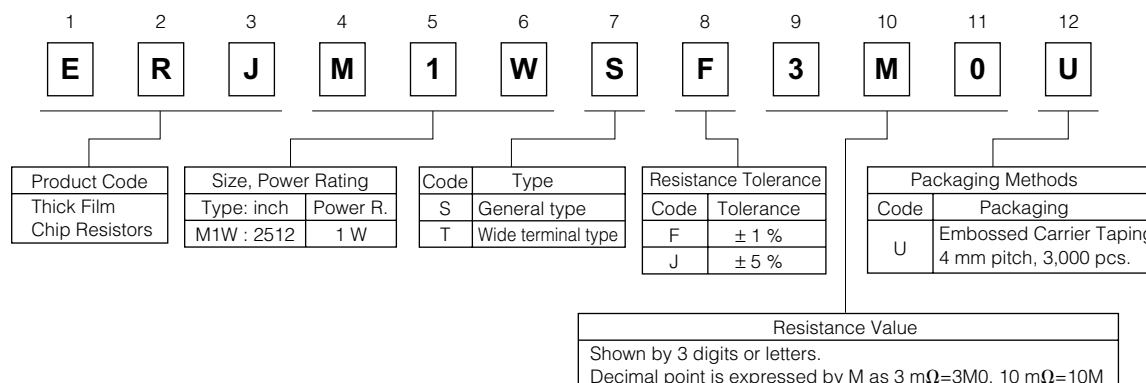 1 2 3 4 5 6 7 8 9 10 11 12
E R J M 1 W S F 3 M 0 U
Product Code
Thick Film
Chip Resistors
Size, Power Rating
Type: inch Power R.
M1W : 2512 1 W
Code Type
S General type
T Wide terminal type
Resistance Tolerance
Code Tolerance
F ± 1 %
J ± 5 %
Packaging Methods
Code Packaging
U Embossed Carrier Taping
4 mm pitch, 3,000 pcs.
Resistance Value
Shown by 3 digits or letters.
Decimal point is expressed by M as 3 mΩ=3M0, 10 mΩ=10M